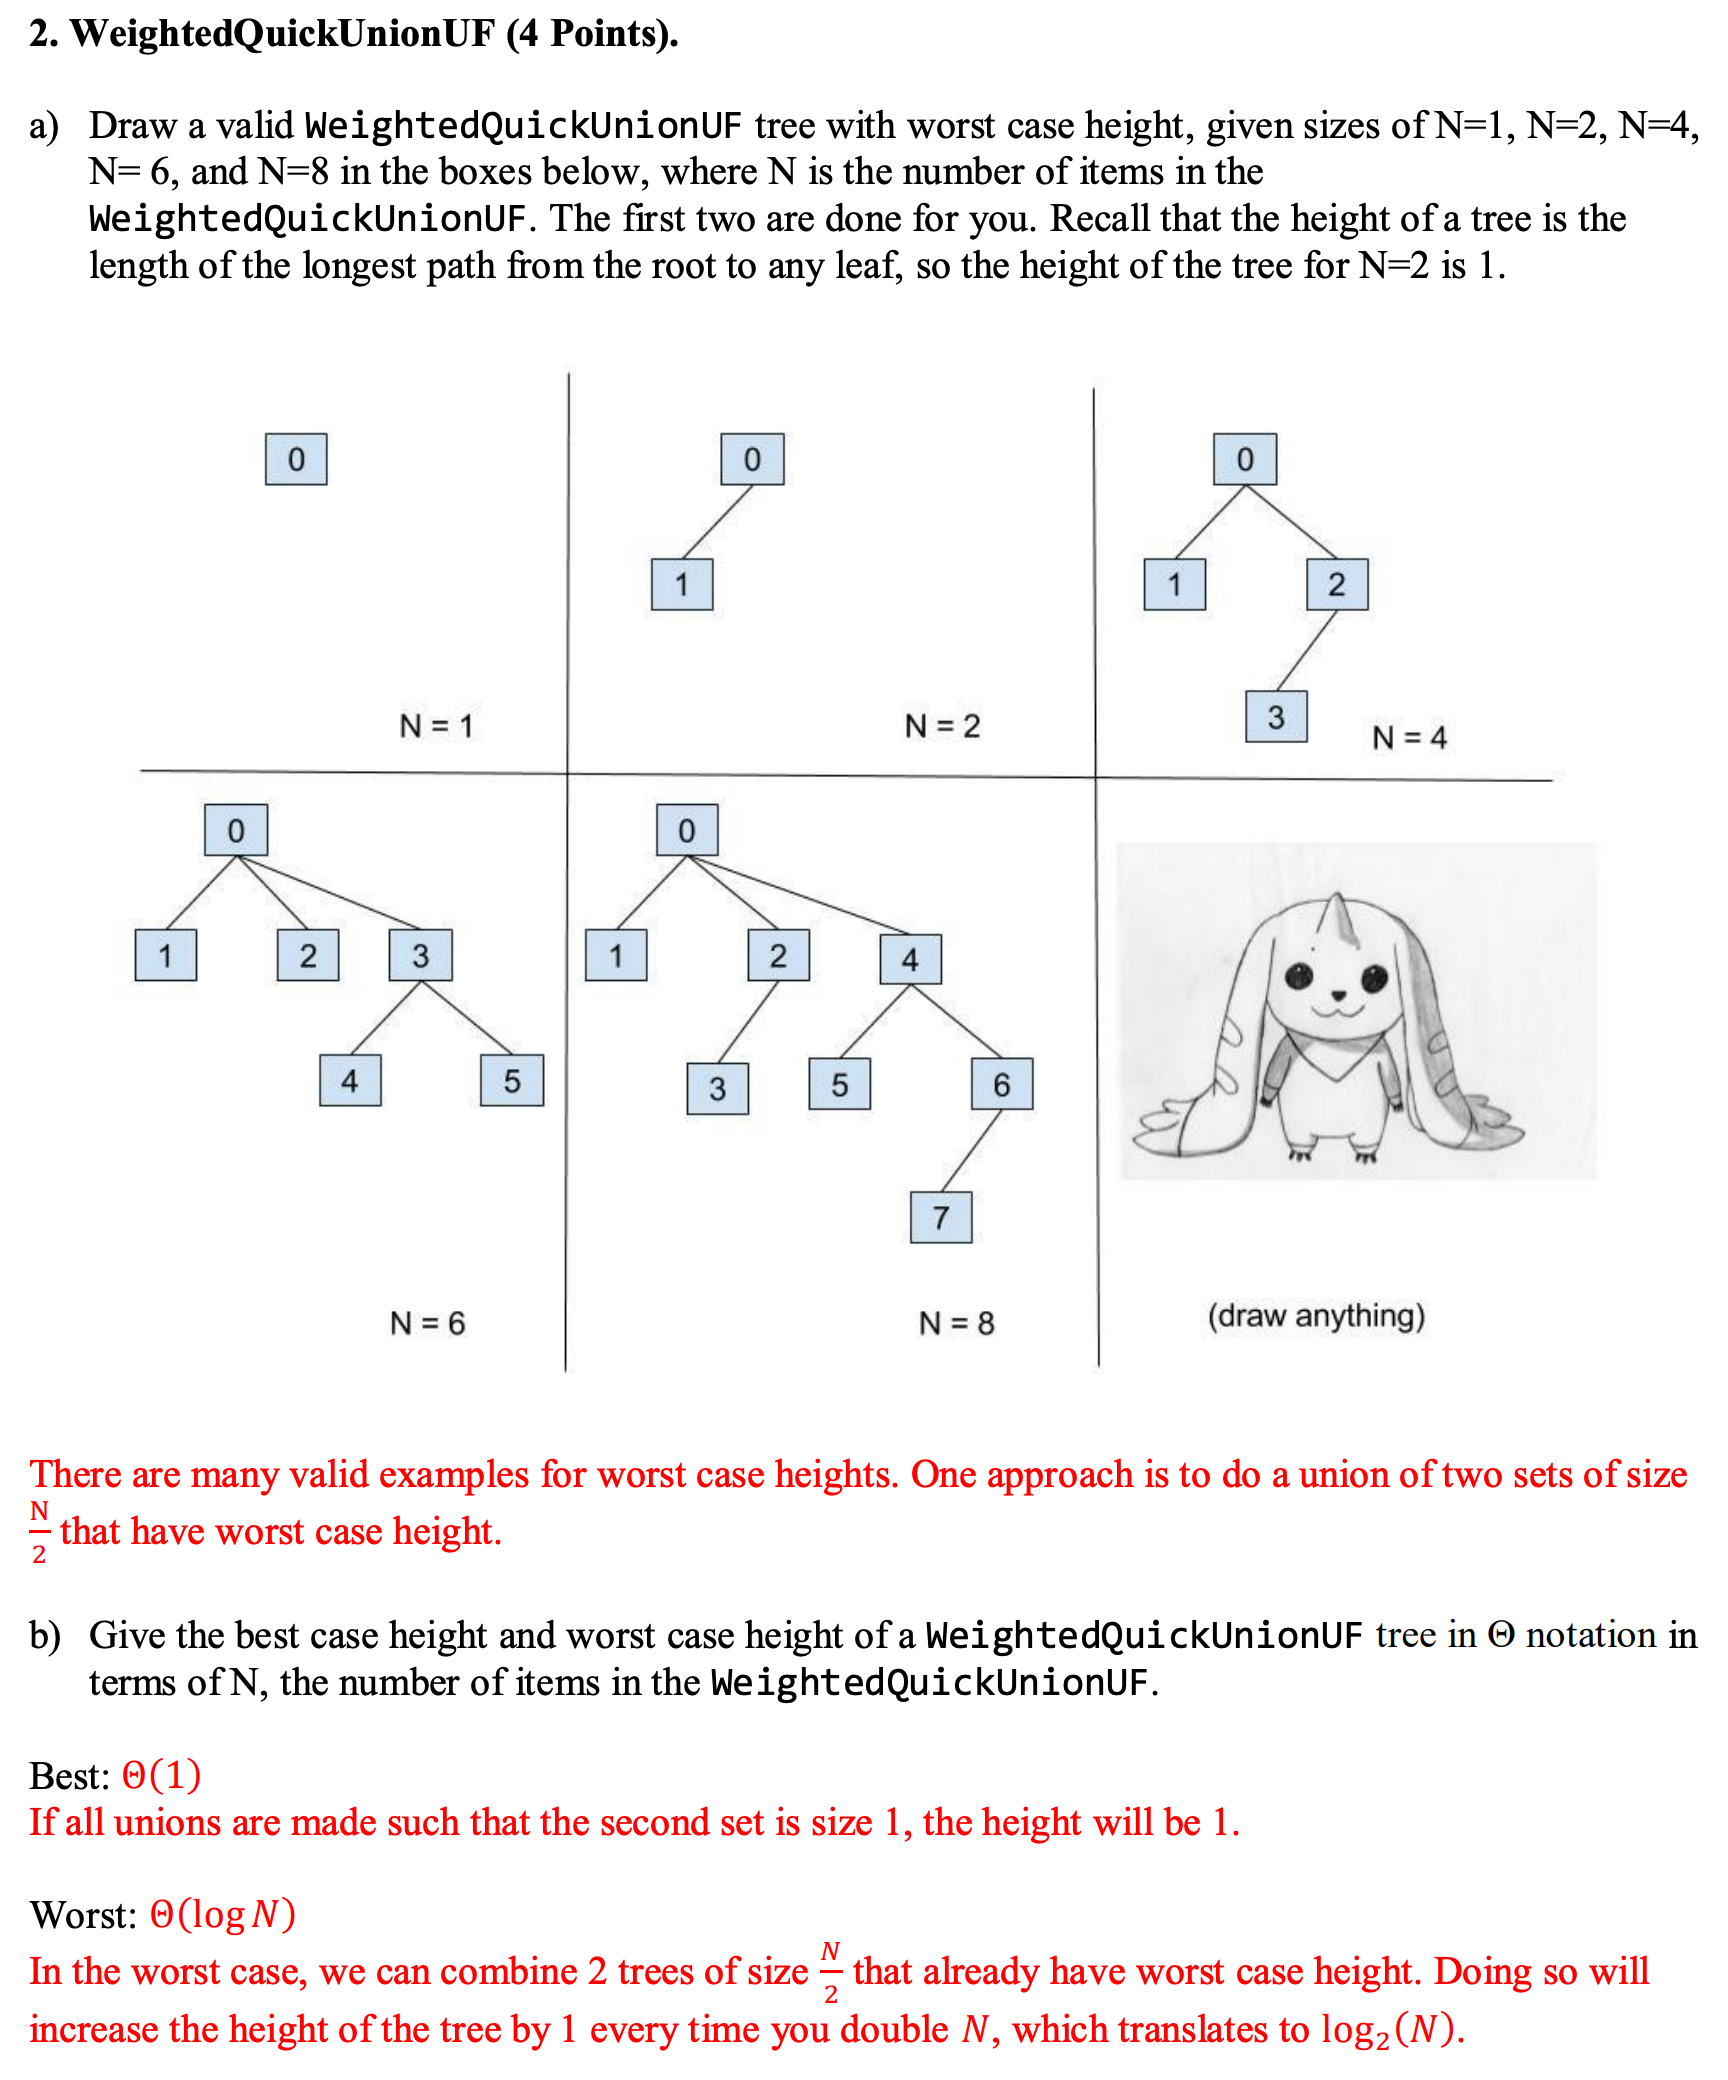 2. WeightedQuickUnionUF (4 Points).
a) Draw a valid WeightedQuickUnionUF tree with worst case height, given sizes of N=1, N=2, N=4,
N= 6, and N=8 in the boxes below, where N is the number of items in the
WeightedQuickUnionUF. The first two are done for you. Recall that the height of a tree is the
length of the longest path from the root to any leaf, so the height of the tree for N=2 is 1.
0
N = 1
0
1
N = 2
0
1 2
3
N = 4
0
1 2 3
4 5
N = 6
0
1 2 4
3 5 6
7
N = 8
(draw anything)
There are many valid examples for worst case heights. One approach is to do a union of two sets of size
N/2 that have worst case height.
b) Give the best case height and worst case height of a WeightedQuickUnionUF tree in Θ notation in
terms of N, the number of items in the WeightedQuickUnionUF.
Best: Θ(1)
If all unions are made such that the second set is size 1, the height will be 1.
Worst: Θ(log N)
In the worst case, we can combine 2 trees of size N/2 that already have worst case height. Doing so will
increase the height of the tree by 1 every time you double N, which translates to log₂(N).